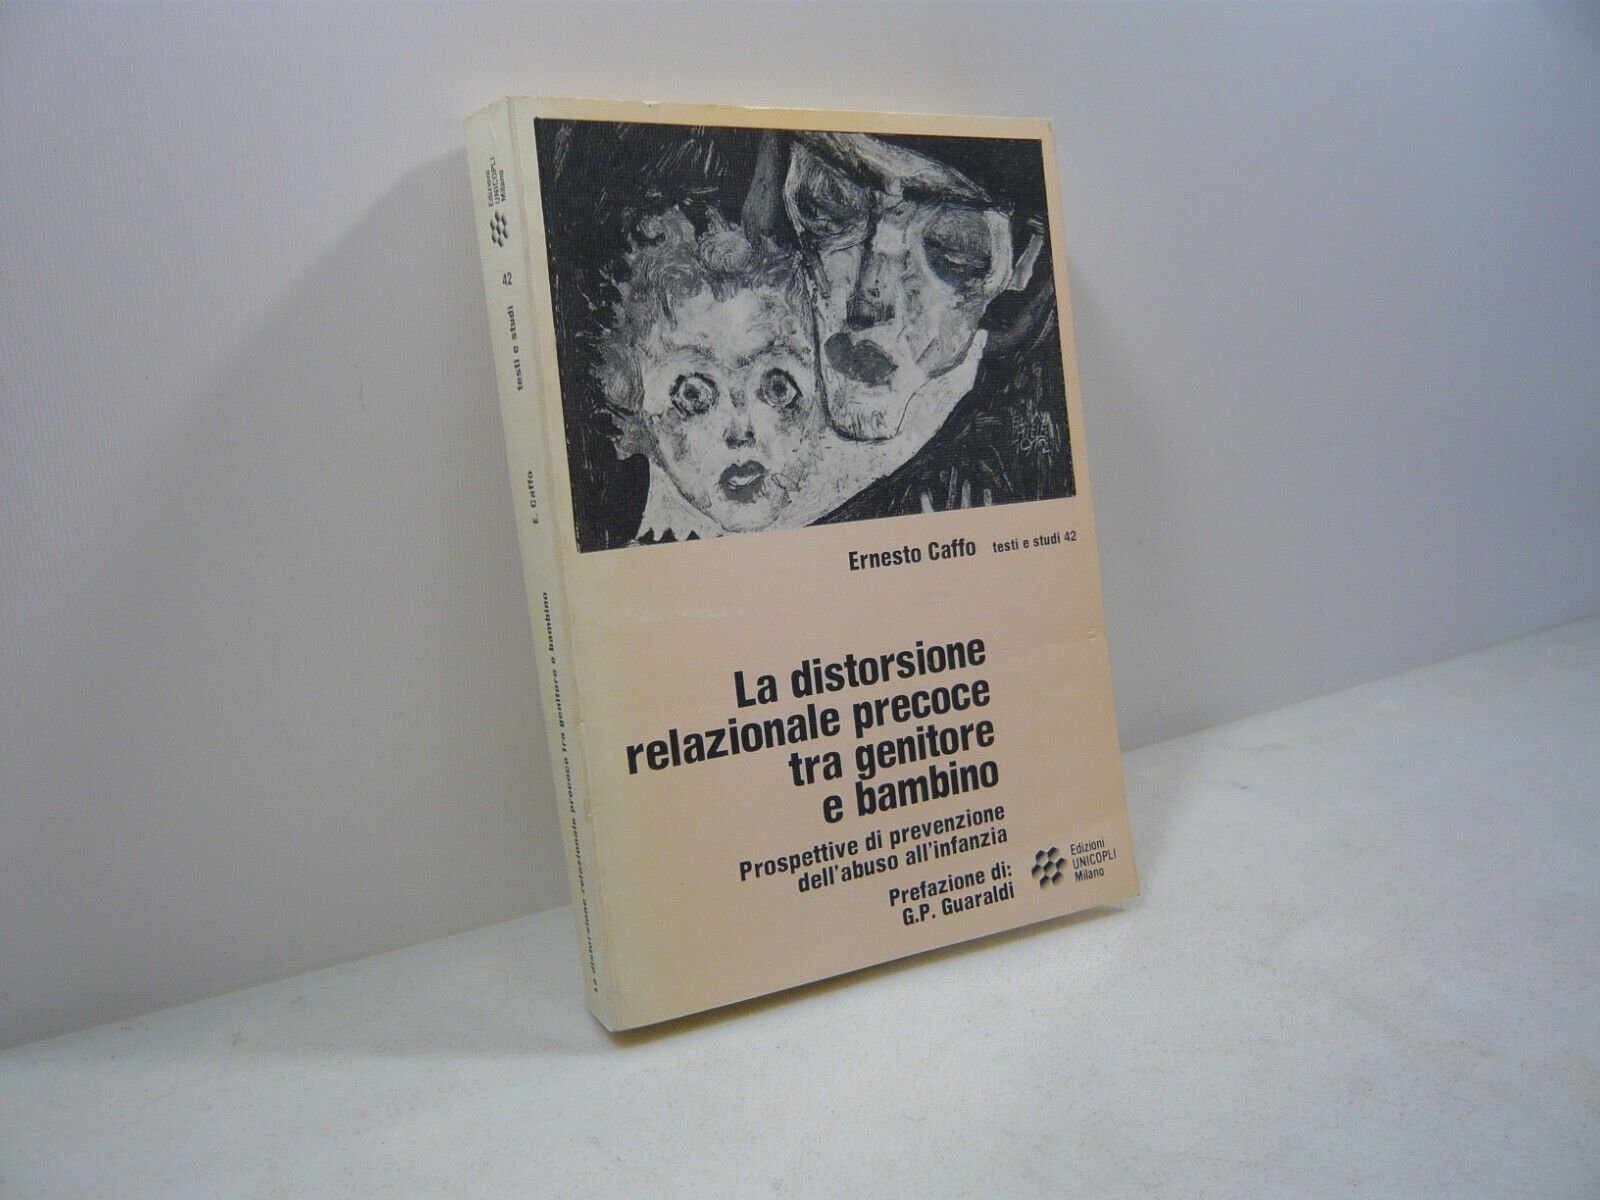 Ernesto Caffo testi e studi 42
La distorsione
relazionale precoce
tra genitore
e bambino
Prospettive di prevenzione
dell'abuso all'infanzia
Prefazione di:
G.P. Guaraldi
Edizioni
UNICOPLI
Milano
Edizioni
UNICOPLI
Milano
42
testi e studi
E. Caffo
La distorsione relazionale precoce tra genitore e bambino